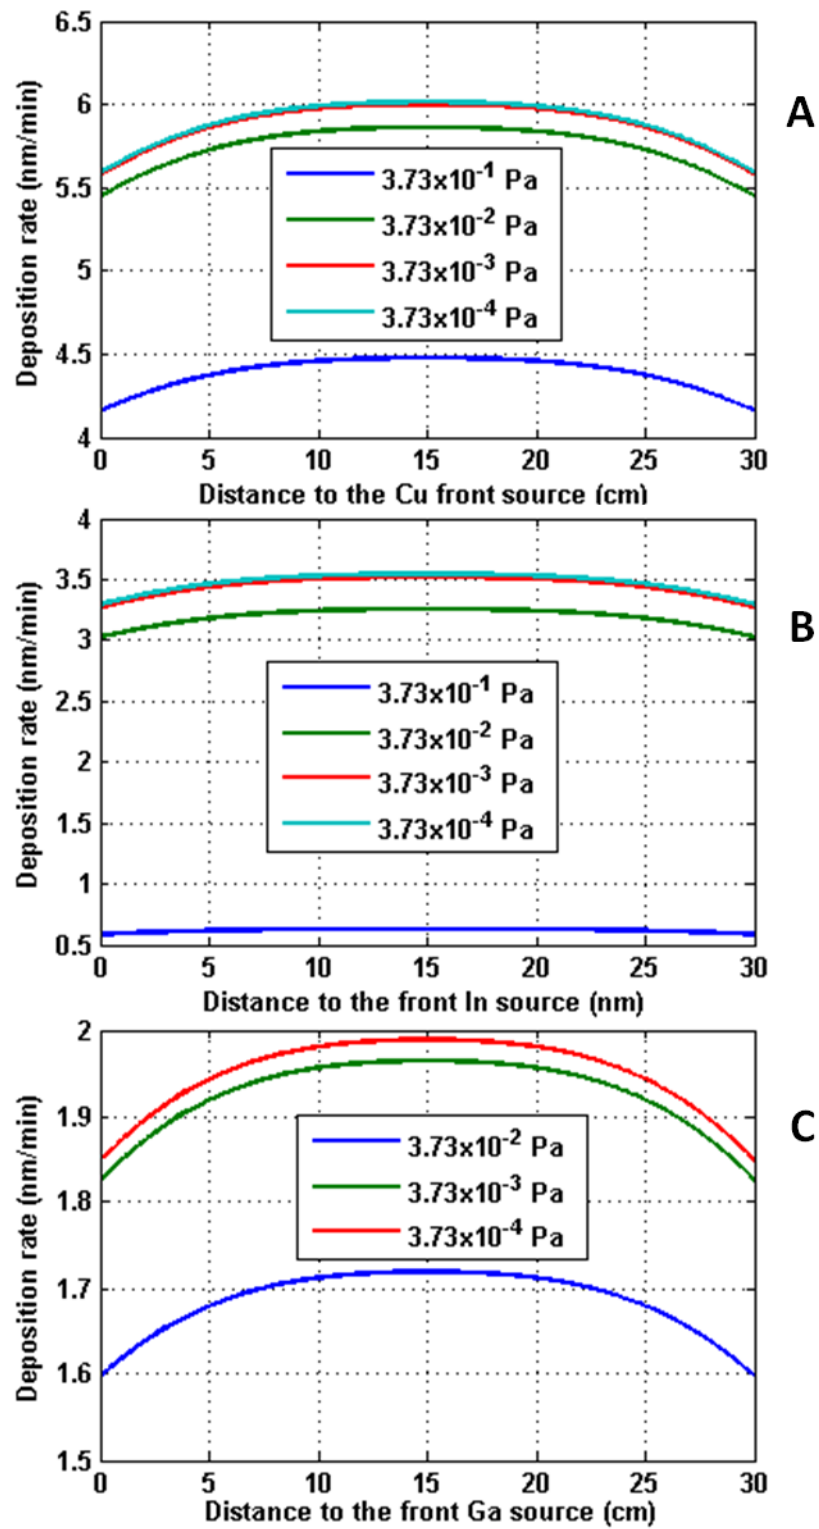 6.5
6
5.5
5
4.5
4
Deposition rate (nm/min)
A
3.73x10⁻¹ Pa
3.73x10⁻² Pa
3.73x10⁻³ Pa
3.73x10⁻⁴ Pa
0 5 10 15 20 25 30
Distance to the Cu front source (cm)
4
3.5
3
2.5
2
1.5
1
0.5
Deposition rate (nm/min)
B
3.73x10⁻¹ Pa
3.73x10⁻² Pa
3.73x10⁻³ Pa
3.73x10⁻⁴ Pa
0 5 10 15 20 25 30
Distance to the front In source (nm)
2
1.9
1.8
1.7
1.6
1.5
Deposition rate (nm/min)
C
3.73x10⁻² Pa
3.73x10⁻³ Pa
3.73x10⁻⁴ Pa
0 5 10 15 20 25 30
Distance to the front Ga source (cm)